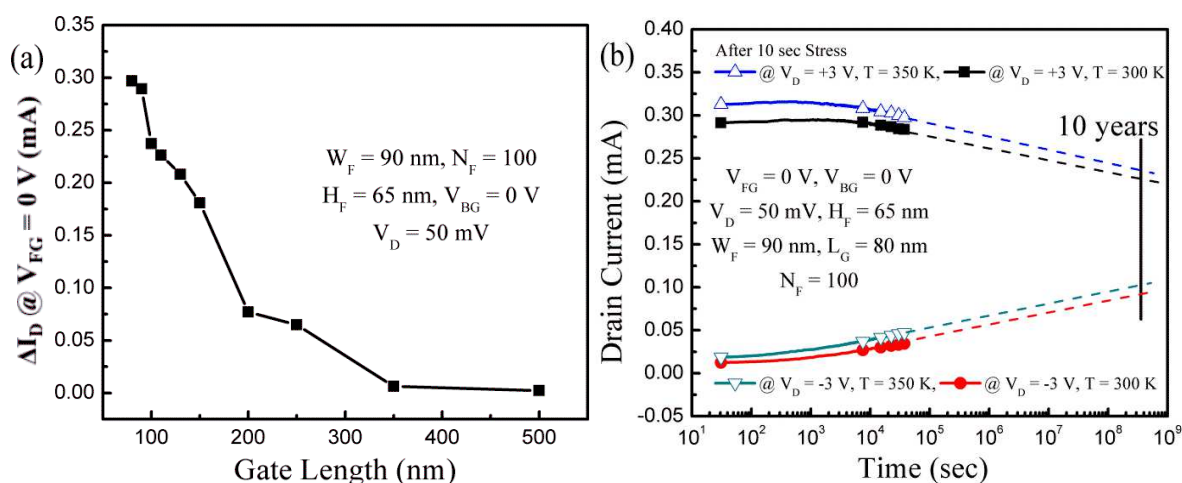 (a)
0.35
0.30
0.25
0.20
0.15
0.10
0.05
0.00
ΔI_D @ V_FG = 0 V (mA)
W_F = 90 nm, N_F = 100
H_F = 65 nm, V_BG = 0 V
V_D = 50 mV
100 200 300 400 500
Gate Length (nm)
(b)
0.40
0.35
0.30
0.25
0.20
0.15
0.10
0.05
0.00
-0.05
Drain Current (mA)
After 10 sec Stress
@ V_D = +3 V, T = 350 K, @ V_D = +3 V, T = 300 K
10 years
V_FG = 0 V, V_BG = 0 V
V_D = 50 mV, H_F = 65 nm
W_F = 90 nm, L_G = 80 nm
N_F = 100
@ V_D = -3 V, T = 350 K, @ V_D = -3 V, T = 300 K
10^1 10^2 10^3 10^4 10^5 10^6 10^7 10^8 10^9
Time (sec)